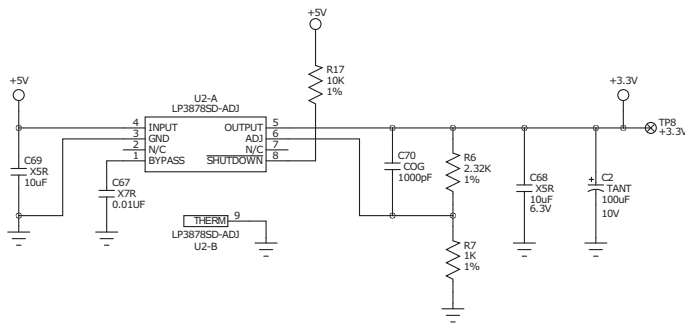 +5V
R17
10K
1%
+5V
U2-A
LP3878SD-ADJ
+3.3V
4 INPUT OUTPUT 5
3 GND ADJ 6
2 N/C N/C 7
1 BYPASS SHUTDOWN 8
TP8
+3.3V
C69
X5R
10uF
C67
X7R
0.01UF
THERM 9
LP3878SD-ADJ
U2-B
C70
COG
1000pF
R6
2.32K
1%
C68
X5R
10uF
6.3V
+
C2
TANT
100uF
10V
R7
1K
1%